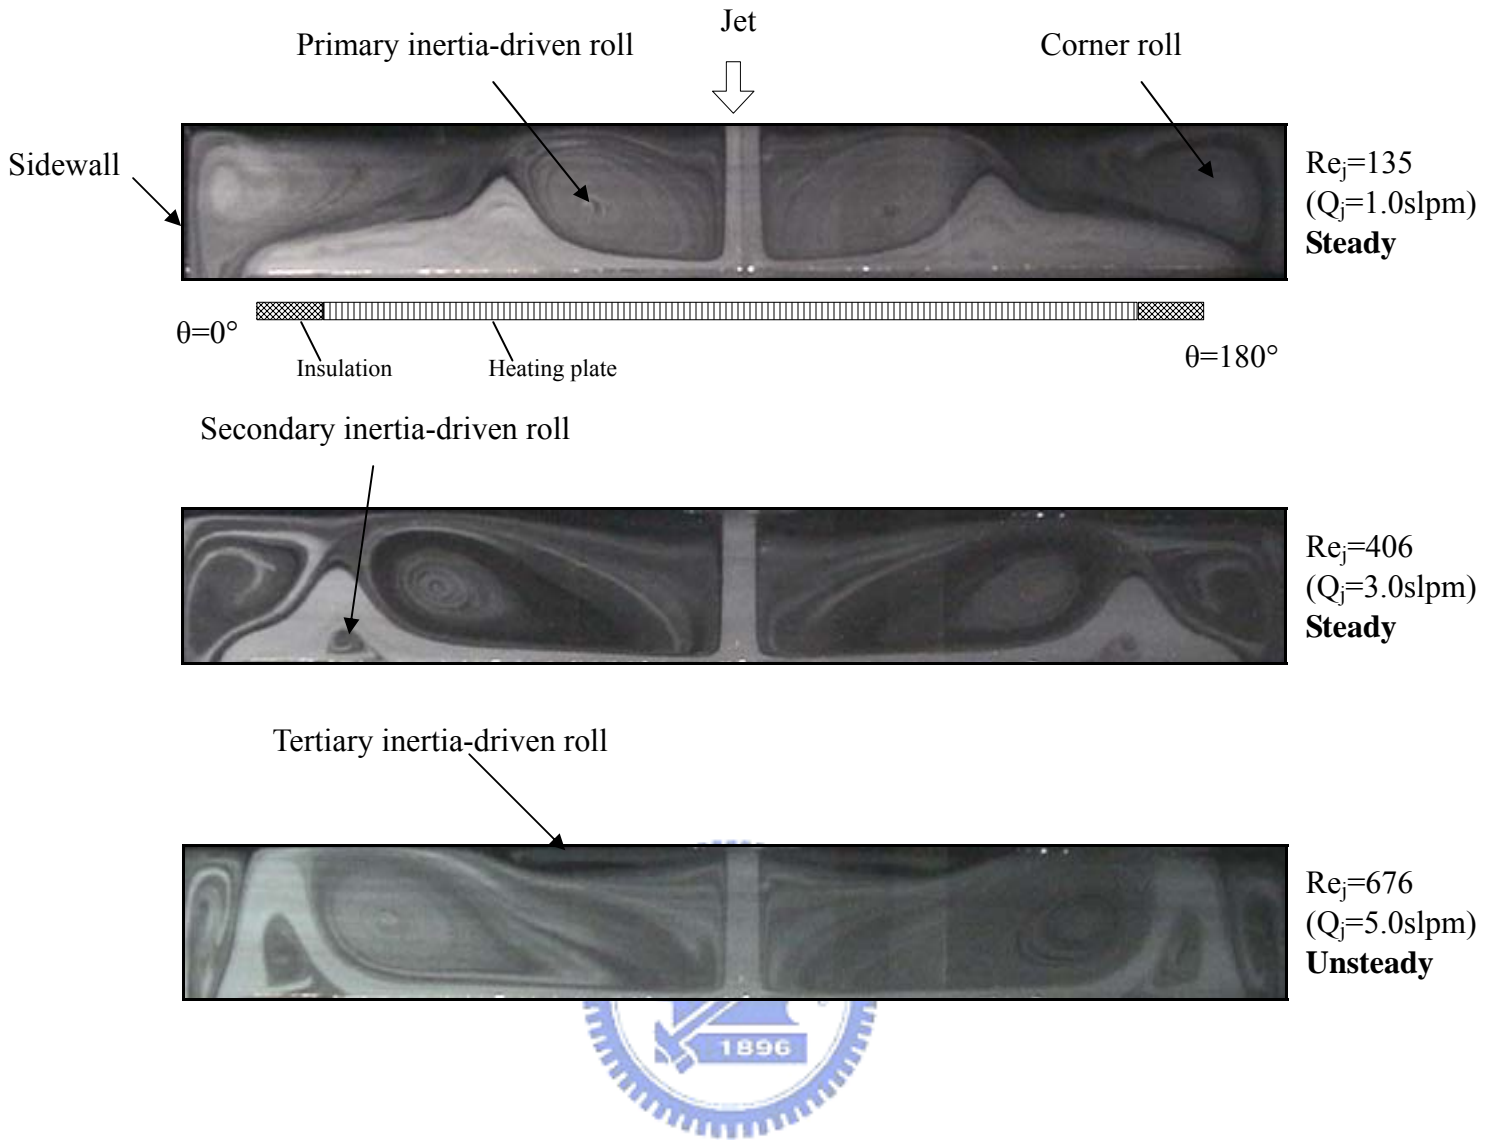 Jet
Primary inertia-driven roll
Corner roll
Sidewall
Reⱼ=135
(Qⱼ=1.0slpm)
Steady
θ=0°
θ=180°
Insulation
Heating plate
Secondary inertia-driven roll
Reⱼ=406
(Qⱼ=3.0slpm)
Steady
Tertiary inertia-driven roll
Reⱼ=676
(Qⱼ=5.0slpm)
Unsteady
1896